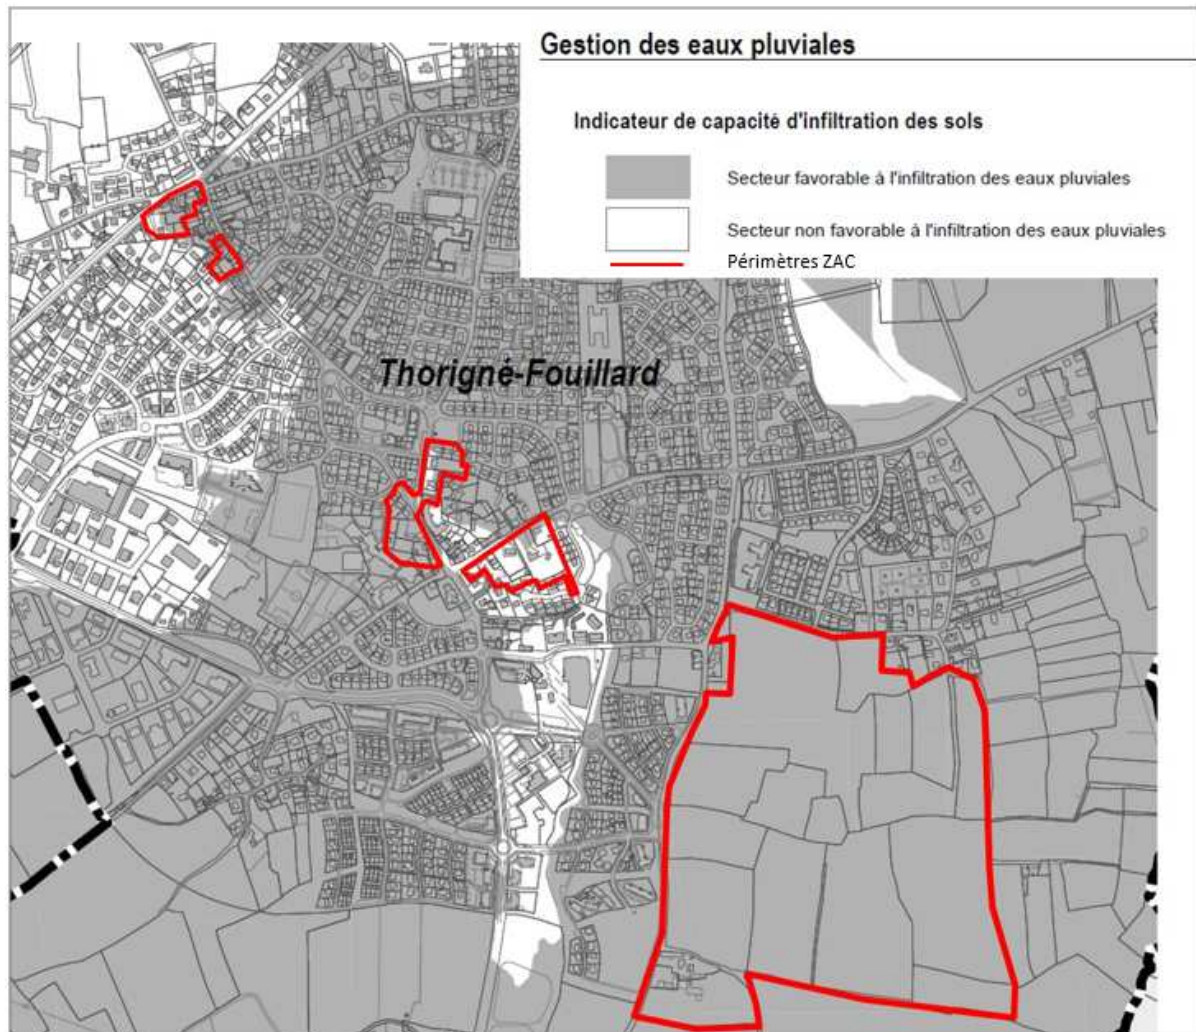 Gestion des eaux pluviales
Indicateur de capacité d'infiltration des sols
Secteur favorable à l'infiltration des eaux pluviales
Secteur non favorable à l'infiltration des eaux pluviales
Périmètres ZAC
Thorigné-Fouillard